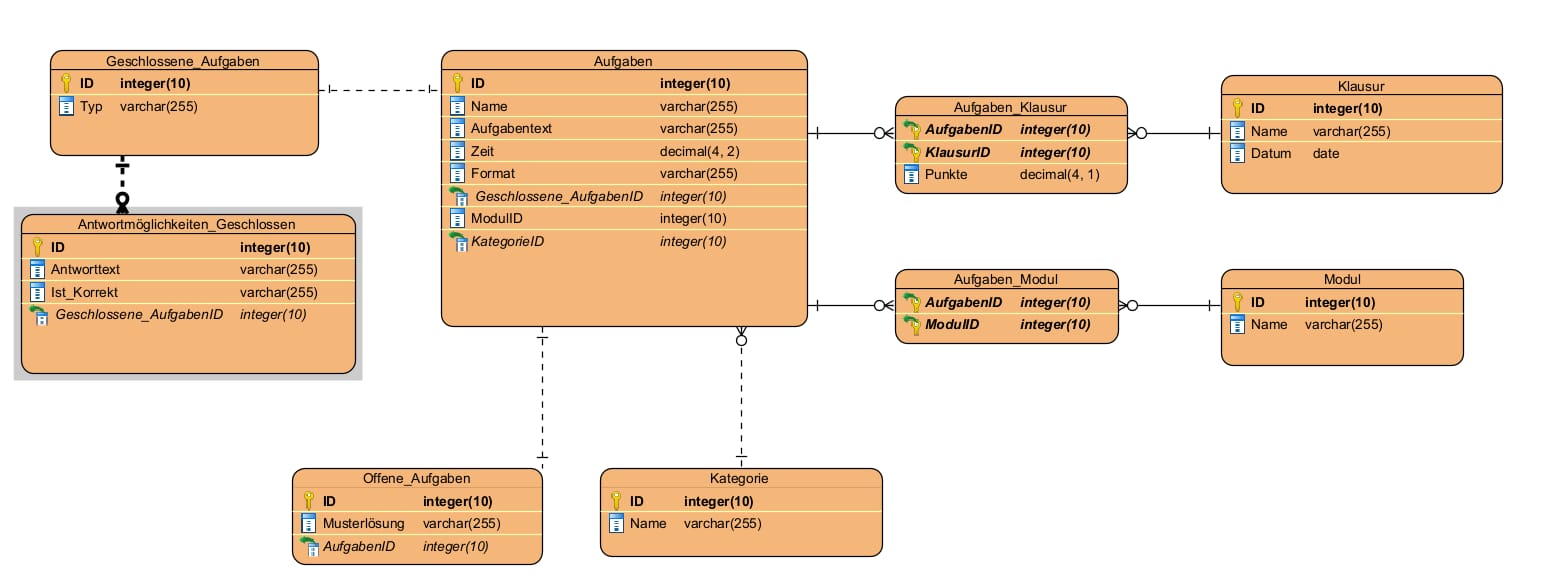 Geschlossene_Aufgaben
ID integer(10)
Typ varchar(255)
Antwortmöglichkeiten_Geschlossen
ID integer(10)
Antworttext varchar(255)
Ist_Korrekt varchar(255)
Geschlossene_AufgabenID integer(10)
Aufgaben
ID integer(10)
Name varchar(255)
Aufgabentext varchar(255)
Zeit decimal(4, 2)
Format varchar(255)
Geschlossene_AufgabenID integer(10)
ModulID integer(10)
KategorieID integer(10)
Aufgaben_Klausur
AufgabenID integer(10)
KlausurID integer(10)
Punkte decimal(4, 1)
Klausur
ID integer(10)
Name varchar(255)
Datum date
Aufgaben_Modul
AufgabenID integer(10)
ModulID integer(10)
Modul
ID integer(10)
Name varchar(255)
Offene_Aufgaben
ID integer(10)
Musterlösung varchar(255)
AufgabenID integer(10)
Kategorie
ID integer(10)
Name varchar(255)